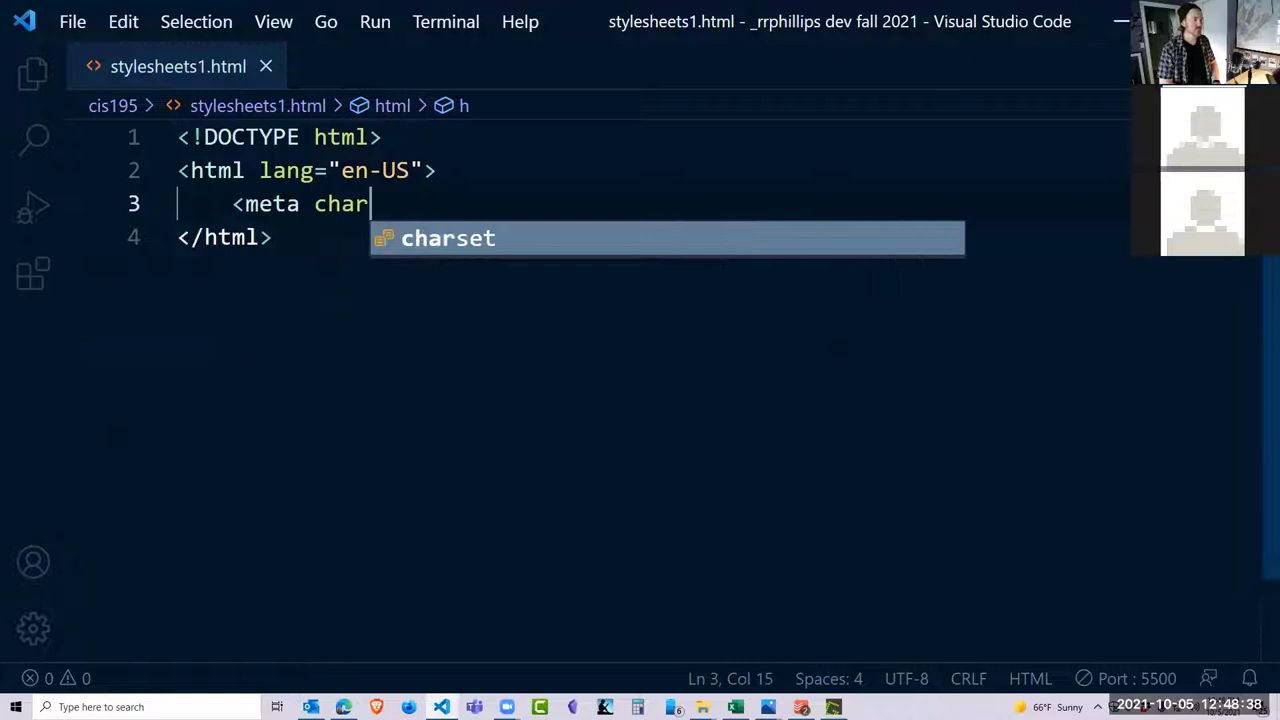 File Edit Selection View Go Run Terminal Help stylesheets1.html - _rphillips dev fall 2021 - Visual Studio Code
<> stylesheets1.html ×
cis195 > <> stylesheets1.html > html > h
1 <!DOCTYPE html>
2 <html lang="en-US">
3 <meta char
charset
4 </html>
0 0 Ln 3, Col 15 Spaces: 4 UTF-8 CRLF HTML Port : 5500
Type here to search 66°F Sunny 2021-10-05 12:48:38